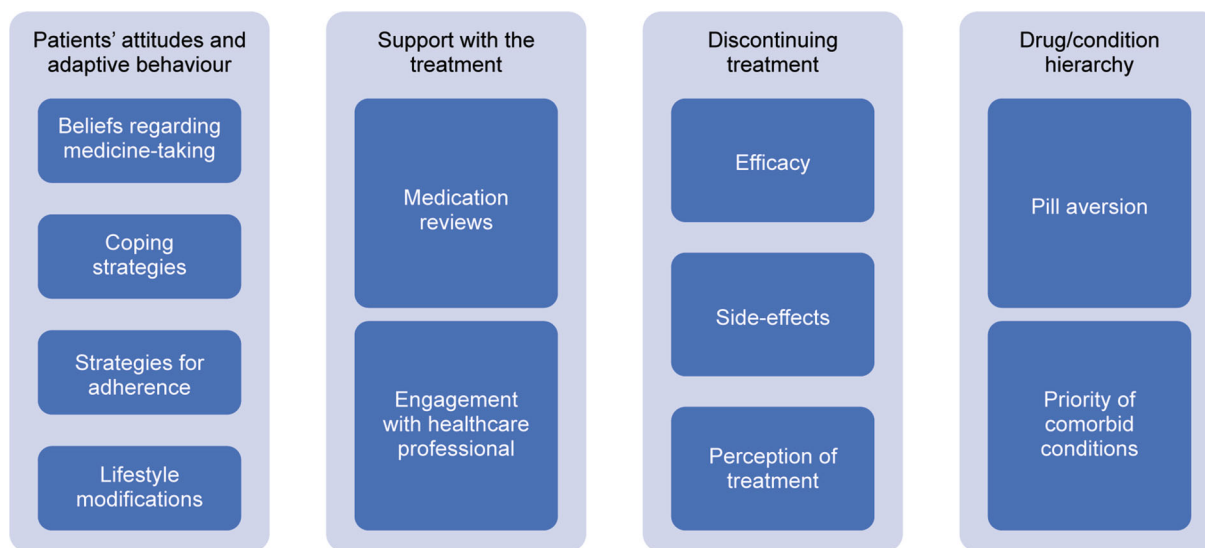 Patients’ attitudes and
adaptive behaviour
Beliefs regarding
medicine-taking
Coping
strategies
Strategies for
adherence
Lifestyle
modifications
Support with the
treatment
Medication
reviews
Engagement
with healthcare
professional
Discontinuing
treatment
Efficacy
Side-effects
Perception of
treatment
Drug/condition
hierarchy
Pill aversion
Priority of
comorbid
conditions